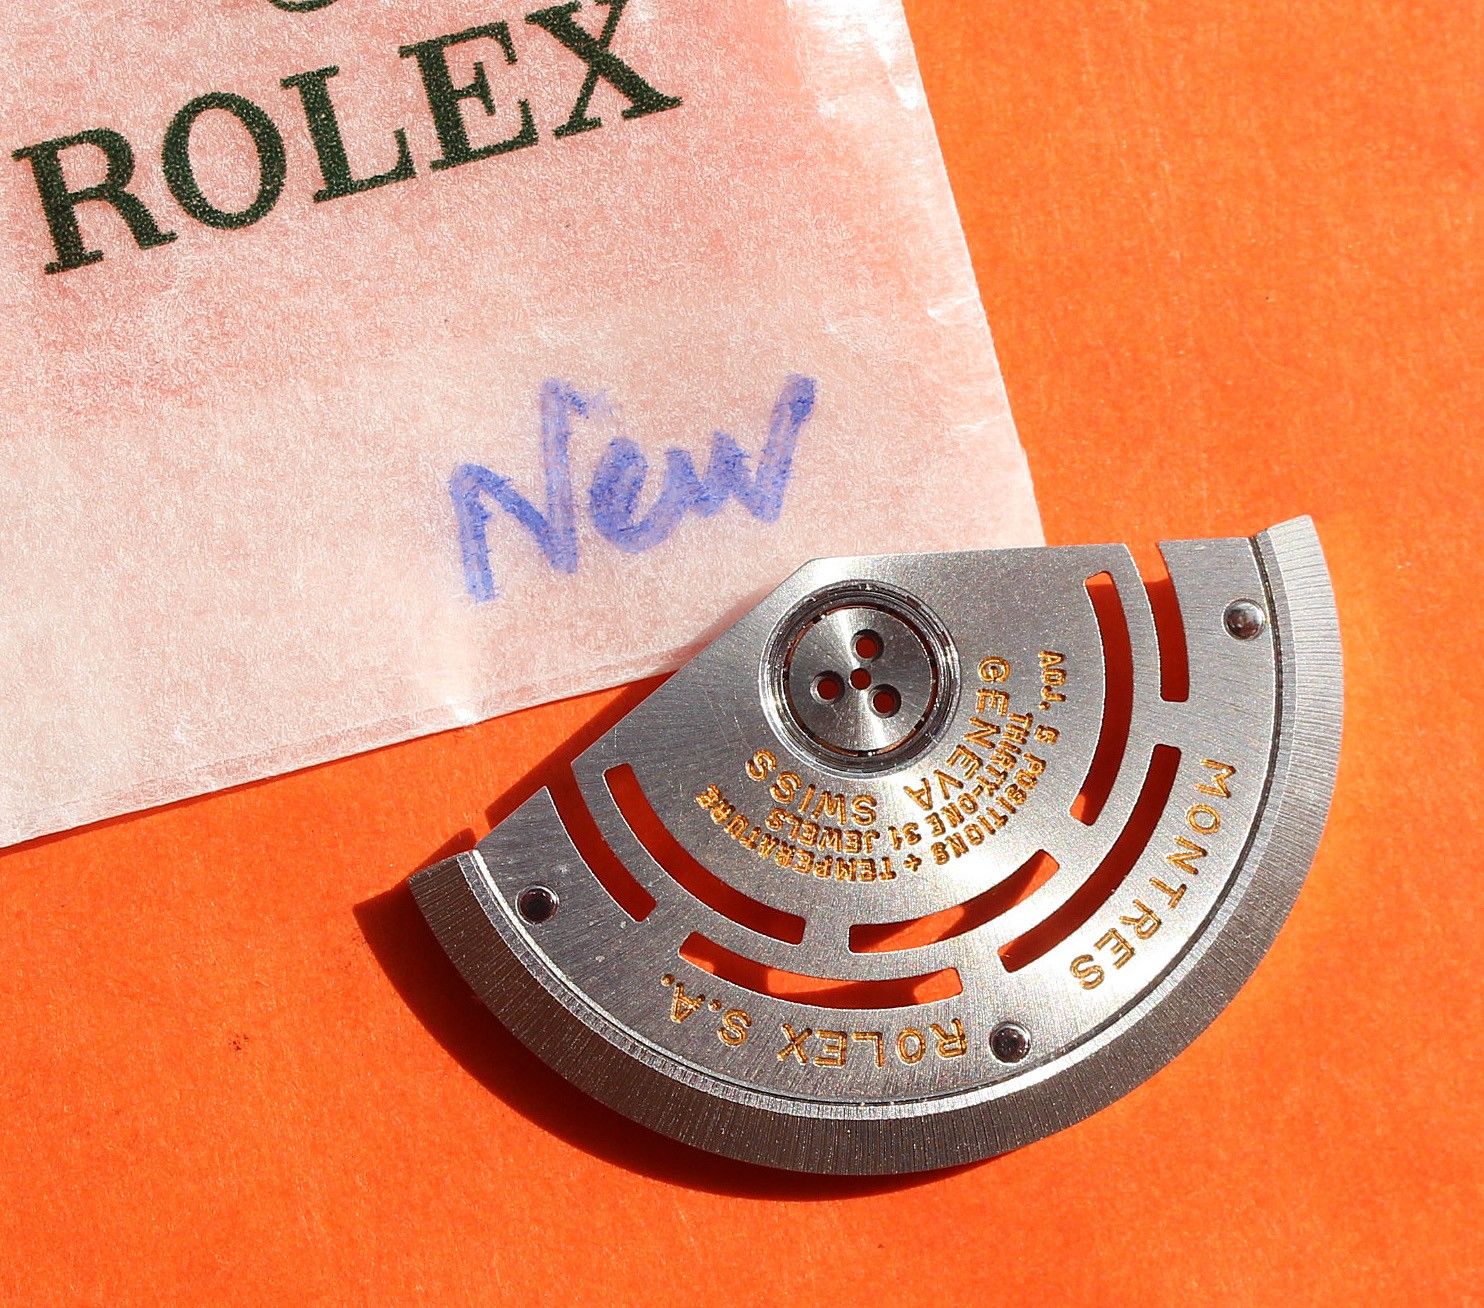 ROLEX
New
MONTRES ROLEX S.A.
ADJ. 5 POSITIONS + TEMPERATURE
THIRTY-ONE 31 JEWELS
GENEVA SWISS